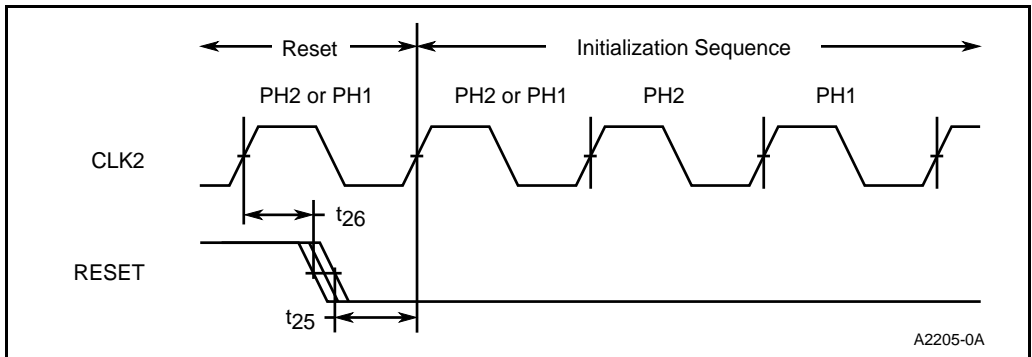 Reset Initialization Sequence
PH2 or PH1 PH2 or PH1 PH2 PH1
CLK2
t26
RESET
t25
A2205-0A